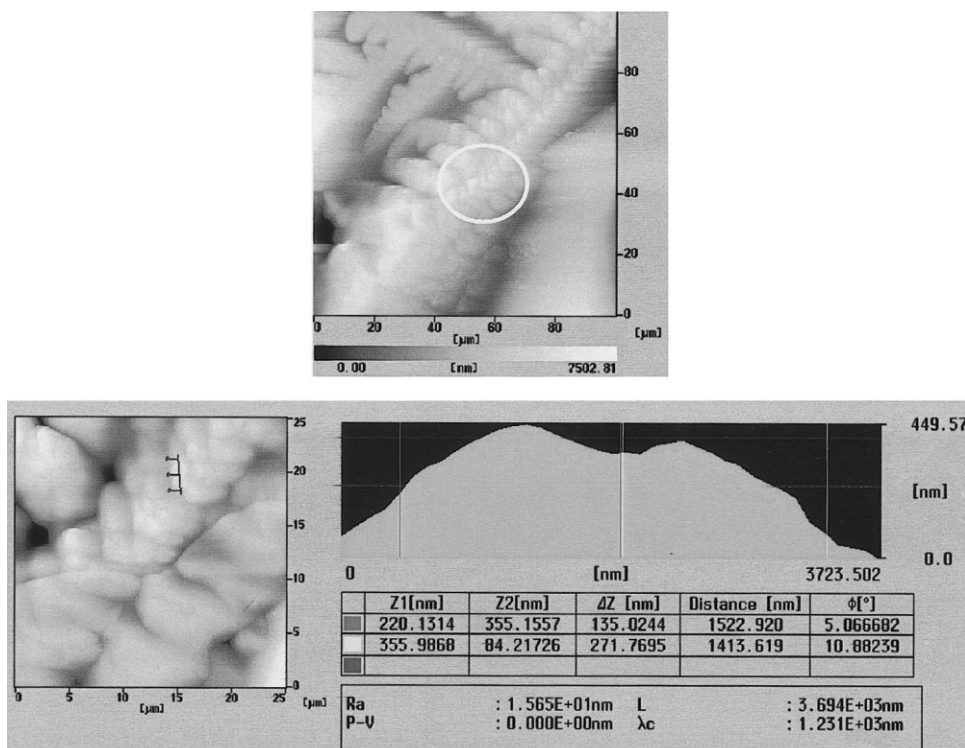 80
60
40
20
0
0 20 40 60 80
[µm] [µm]
0.00 [nm] 7502.81
25
20
15
10
5
0
[µm]
0 5 10 15 20 25
[µm]
449.57
[nm]
0.0
0 [nm] 3723.502
Z1[nm] Z2[nm] ΔZ [nm] Distance [nm] ϕ[°]
220.1314 355.1557 135.0244 1522.920 5.066682
355.9868 84.21726 271.7695 1413.619 10.88239
Ra : 1.565E+01nm L : 3.694E+03nm
P-V : 0.000E+00nm λc : 1.231E+03nm